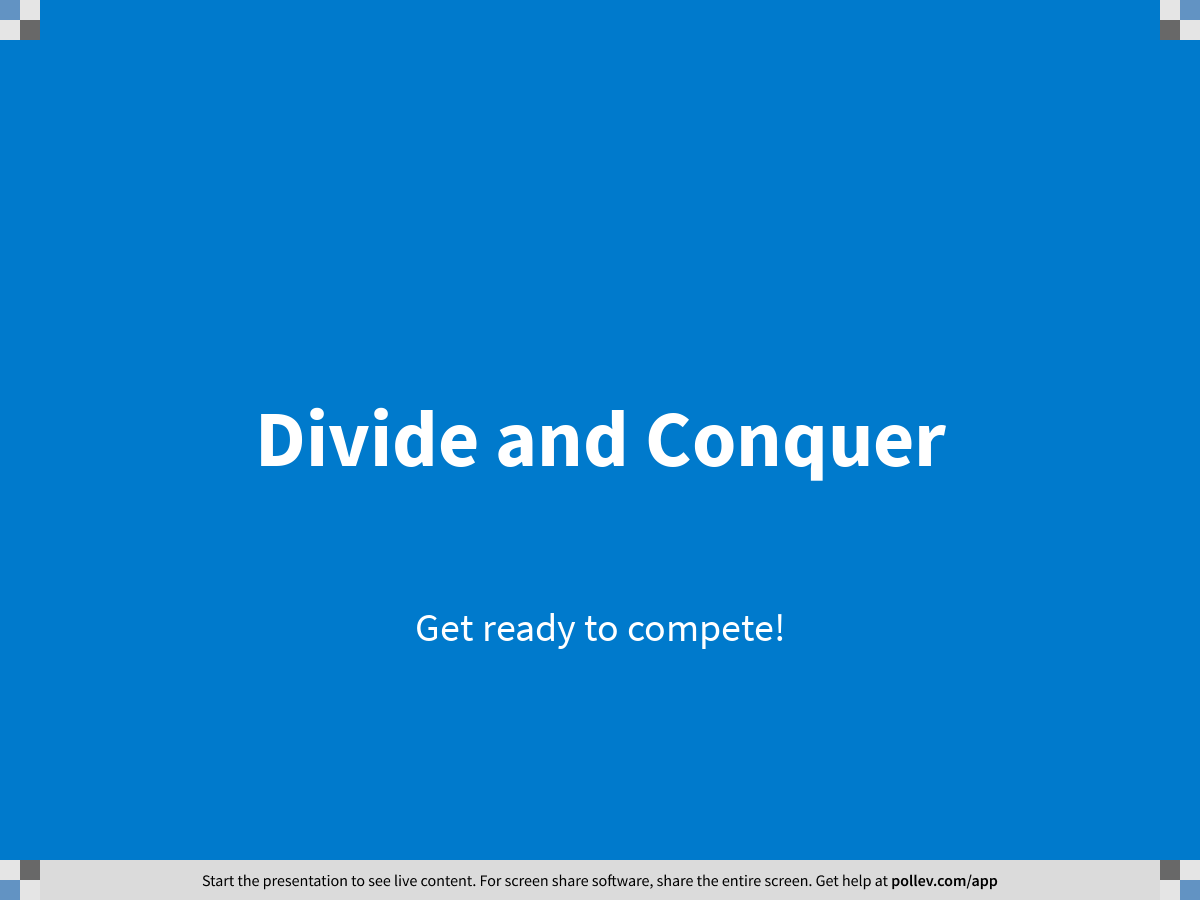 Divide and Conquer
Get ready to compete!
Start the presentation to see live content. For screen share software, share the entire screen. Get help at pollev.com/app